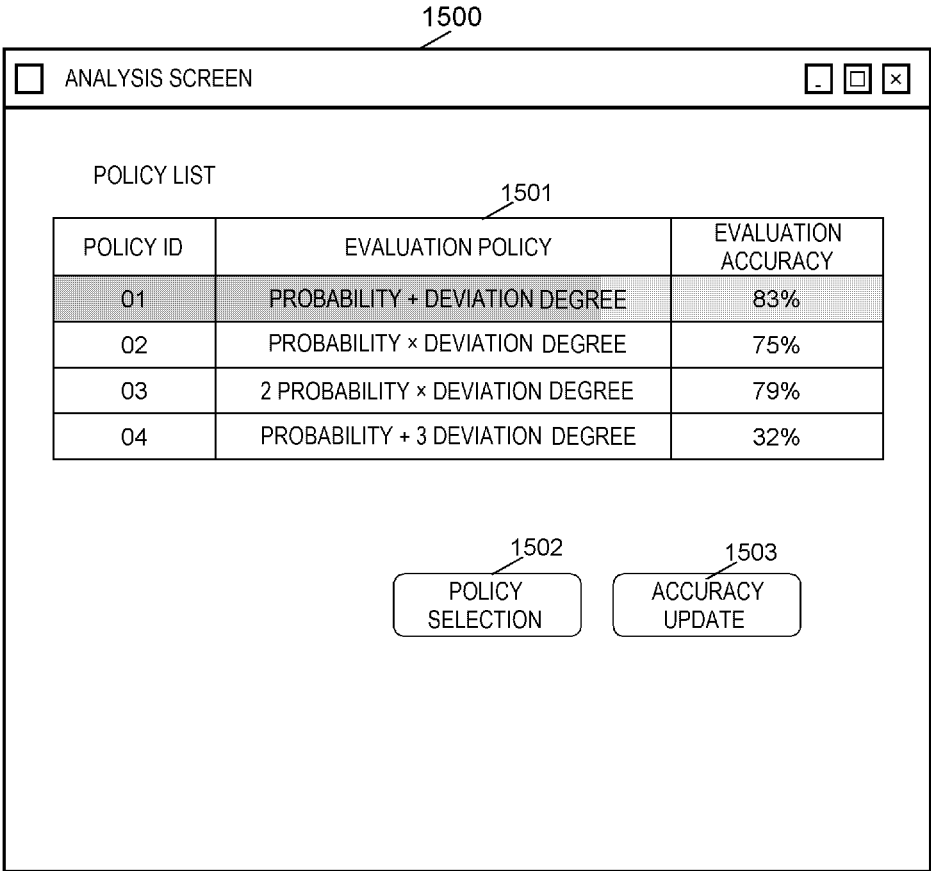 1500
ANALYSIS SCREEN
POLICY LIST
1501
POLICY ID EVALUATION POLICY EVALUATION ACCURACY
01 PROBABILITY + DEVIATION DEGREE 83%
02 PROBABILITY × DEVIATION DEGREE 75%
03 2 PROBABILITY × DEVIATION DEGREE 79%
04 PROBABILITY + 3 DEVIATION DEGREE 32%
1502
1503
POLICY
SELECTION
ACCURACY
UPDATE